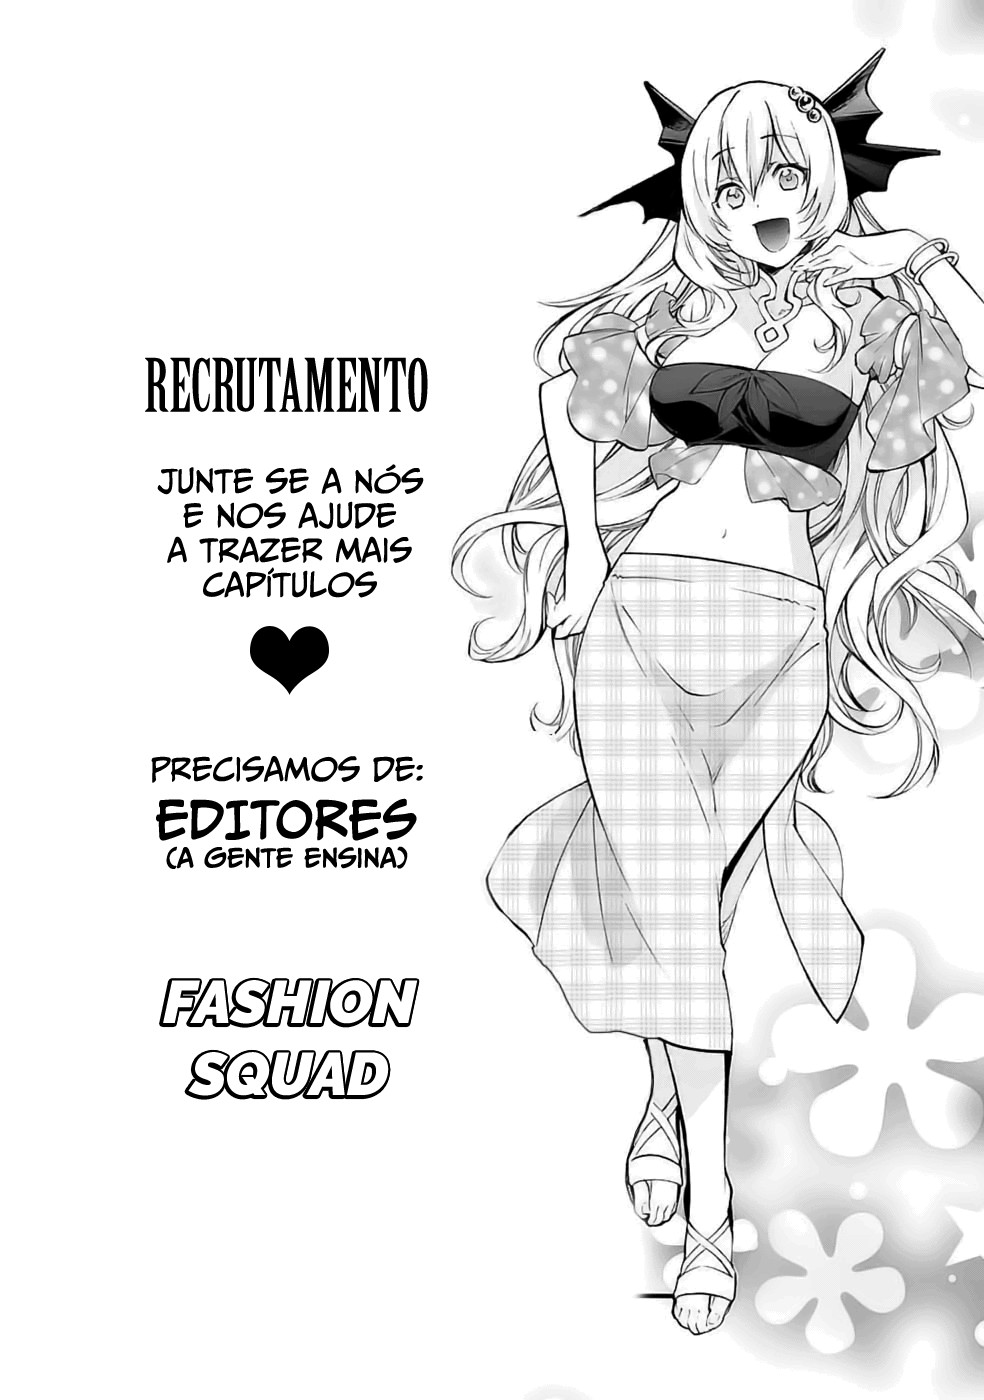 RECRUTAMENTO
JUNTE SE A NÓS
E NOS AJUDE
A TRAZER MAIS
CAPÍTULOS
PRECISAMOS DE:
EDITORES
(A GENTE ENSINA)
FASHION
SQUAD